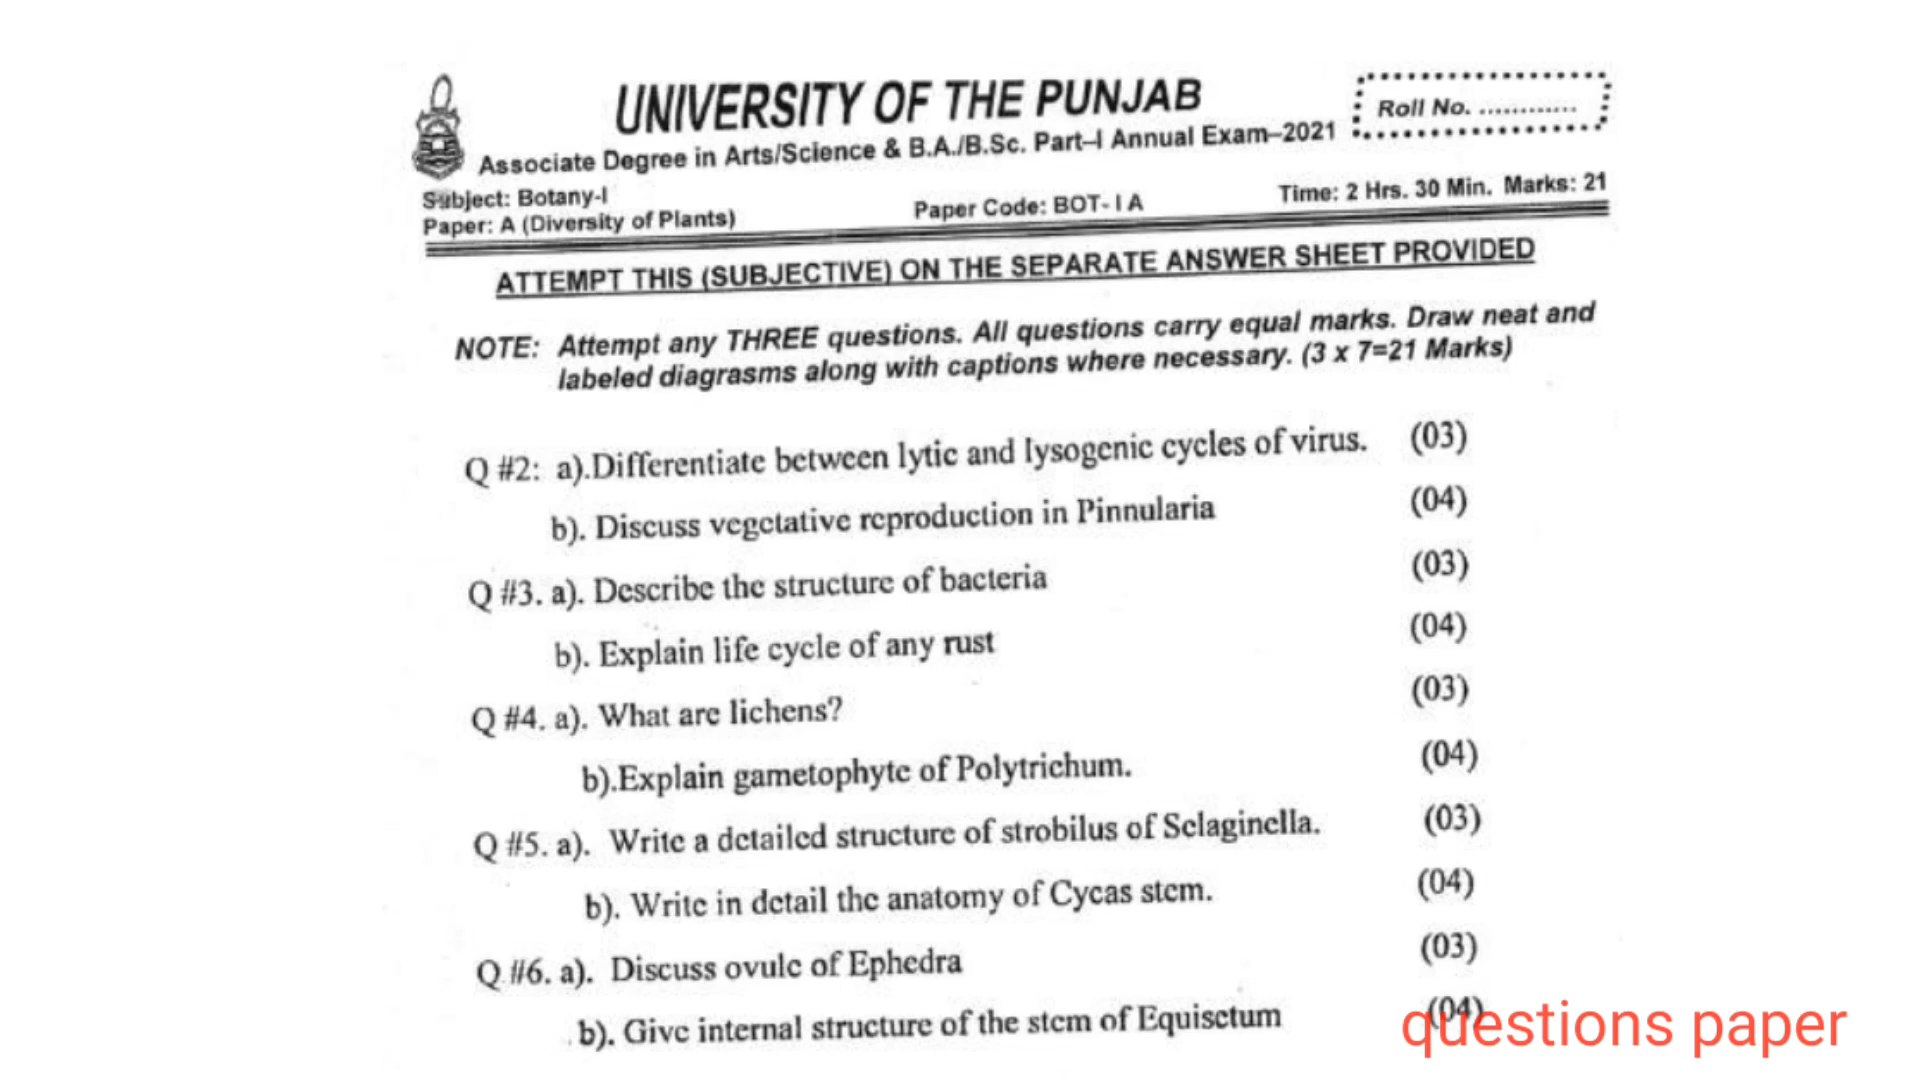 UNIVERSITY OF THE PUNJAB
Roll No. ............
Associate Degree in Arts/Science & B.A./B.Sc. Part–I Annual Exam–2021
Subject: Botany-I
Paper: A (Diversity of Plants)
Paper Code: BOT- I A
Time: 2 Hrs. 30 Min. Marks: 21
ATTEMPT THIS (SUBJECTIVE) ON THE SEPARATE ANSWER SHEET PROVIDED
NOTE: Attempt any THREE questions. All questions carry equal marks. Draw neat and
labeled diagrasms along with captions where necessary. (3 x 7=21 Marks)
Q #2: a).Differentiate between lytic and lysogenic cycles of virus. (03)
b). Discuss vegetative reproduction in Pinnularia (04)
Q #3. a). Describe the structure of bacteria (03)
b). Explain life cycle of any rust (04)
Q #4. a). What are lichens? (03)
b).Explain gametophyte of Polytrichum. (04)
Q #5. a). Write a detailed structure of strobilus of Selaginella. (03)
b). Write in detail the anatomy of Cycas stem. (04)
Q #6. a). Discuss ovule of Ephedra (03)
b). Give internal structure of the stem of Equisetum (04)
questions paper